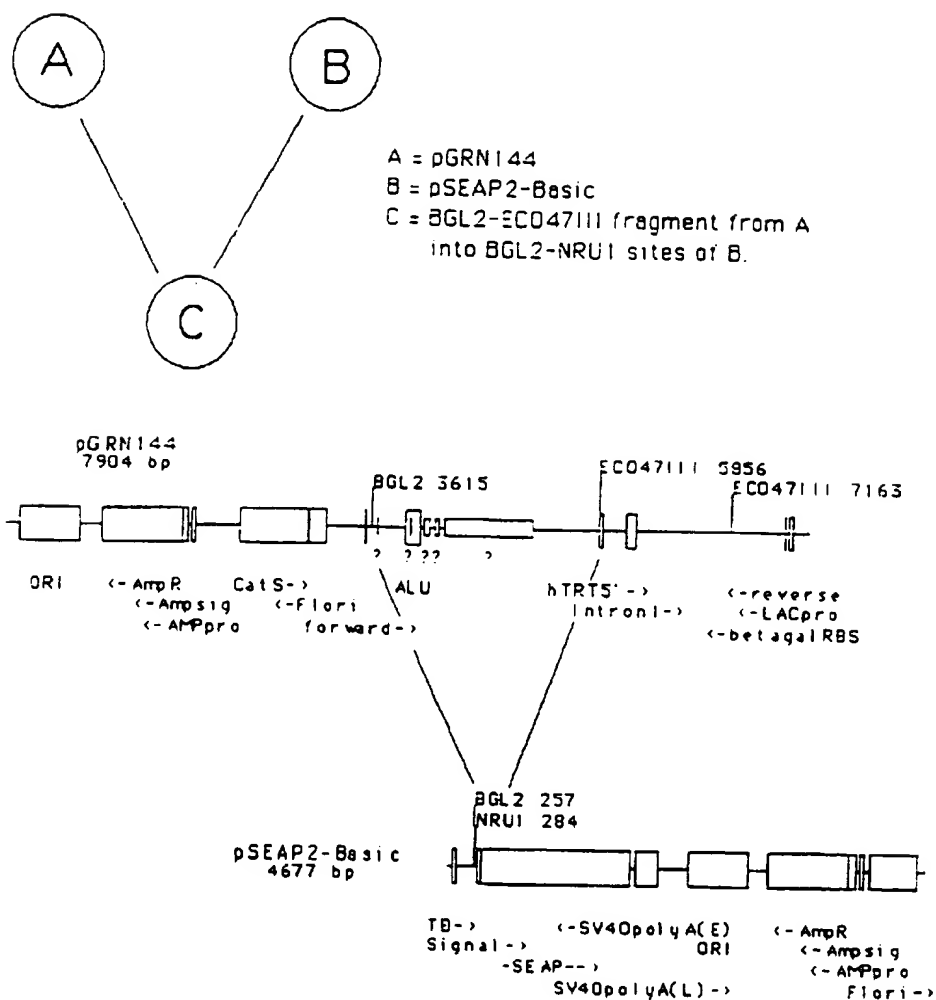 A
B
A = pGRN144
B = pSEAP2-Basic
C = BGL2-ECO47III fragment from A
into BGL2-NRU1 sites of B.
C
pGRN144
7904 bp
BGL2 3615
ECO47III 5956
ECO47III 7163
? ? ?? ?
ORI
<-AmpR
<-Ampsig
<-AMPpro
CatS->
<-F1ori
forward->
ALU
hTRT5'->
Intron1->
<-reverse
<-LACpro
<-betagalRBS
BGL2 257
NRU1 284
pSEAP2-Basic
4677 bp
TB->
Signal->
-SEAP-->
<-SV40polyA(E)
ORI
SV40polyA(L)->
<-AmpR
<-Ampsig
<-AMPpro
F1ori->